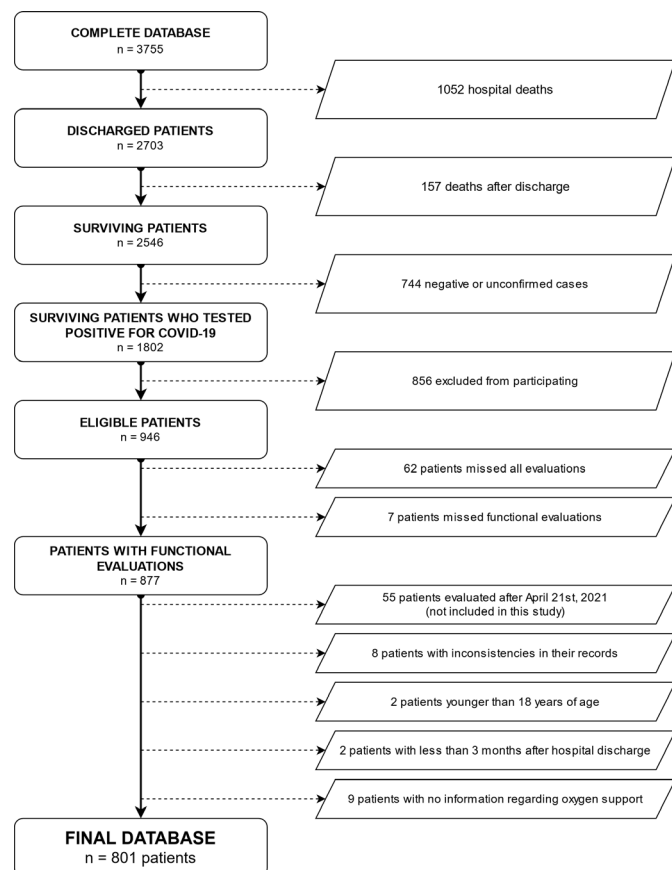 COMPLETE DATABASE
n = 3755
1052 hospital deaths
DISCHARGED PATIENTS
n = 2703
157 deaths after discharge
SURVIVING PATIENTS
n = 2546
744 negative or unconfirmed cases
SURVIVING PATIENTS WHO TESTED
POSITIVE FOR COVID-19
n = 1802
856 excluded from participating
ELIGIBLE PATIENTS
n = 946
62 patients missed all evaluations
7 patients missed functional evaluations
PATIENTS WITH FUNCTIONAL
EVALUATIONS
n = 877
55 patients evaluated after April 21st, 2021
(not included in this study)
8 patients with inconsistencies in their records
2 patients younger than 18 years of age
2 patients with less than 3 months after hospital discharge
9 patients with no information regarding oxygen support
FINAL DATABASE
n = 801 patients